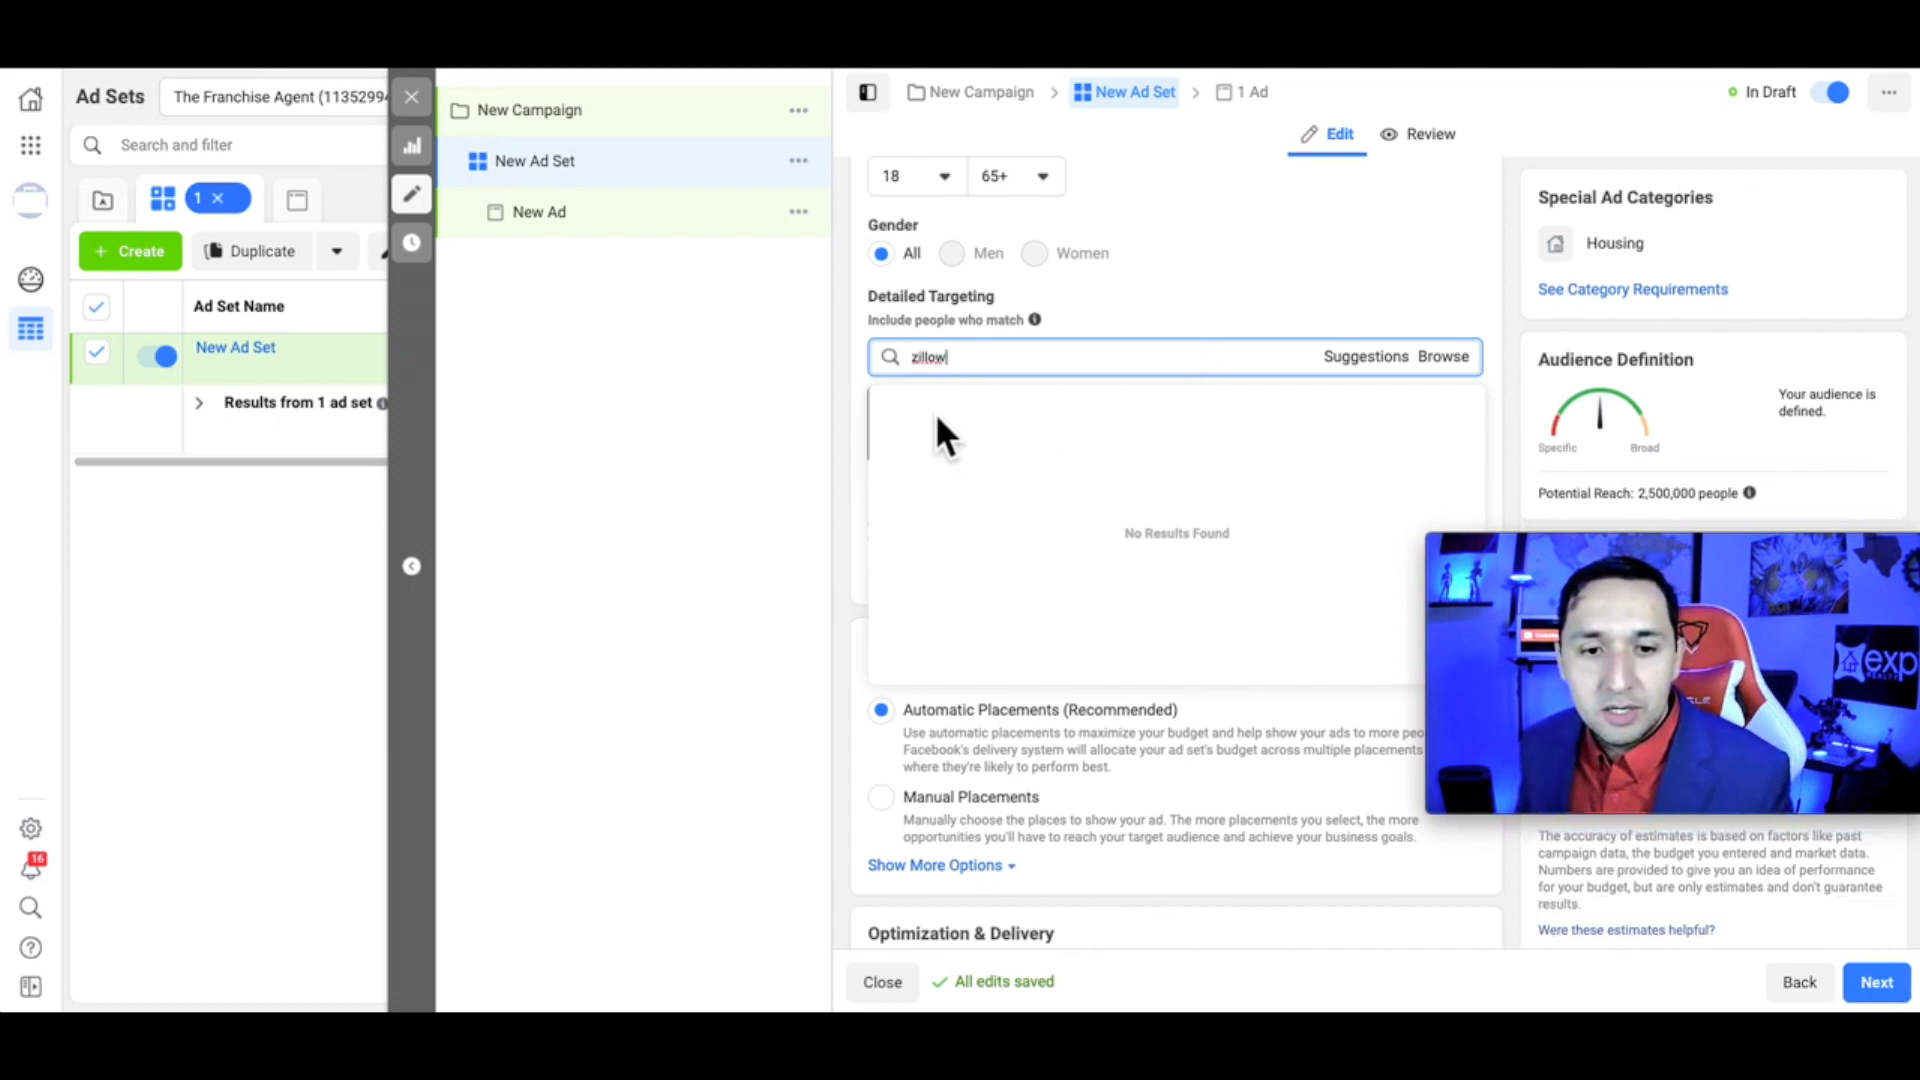 Ad Sets
The Franchise Agent (11352994
Search and filter
1
Create
Duplicate
Ad Set Name
New Ad Set
Results from 1 ad set
16
New Campaign
New Ad Set
New Ad
New Campaign
New Ad Set
1 Ad
In Draft
Edit
Review
18
65+
Gender
All
Men
Women
Detailed Targeting
Include people who match
zillow
Suggestions
Browse
No Results Found
Automatic Placements (Recommended)
Use automatic placements to maximize your budget and help show your ads to more peo
Facebook's delivery system will allocate your ad set's budget across multiple placements
where they're likely to perform best.
Manual Placements
Manually choose the places to show your ad. The more placements you select, the more
opportunities you'll have to reach your target audience and achieve your business goals.
Show More Options
Optimization & Delivery
Close
All edits saved
Back
Next
Special Ad Categories
Housing
See Category Requirements
Audience Definition
Your audience is
defined.
Specific
Broad
Potential Reach: 2,500,000 people
exp
REALTY
The accuracy of estimates is based on factors like past
campaign data, the budget you entered and market data.
Numbers are provided to give you an idea of performance
for your budget, but are only estimates and don't guarantee
results.
Were these estimates helpful?